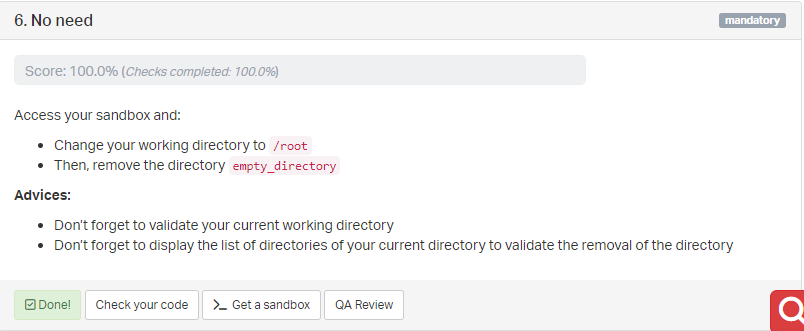 6. No need
mandatory
Score: 100.0% (Checks completed: 100.0%)
Access your sandbox and:
Change your working directory to /root
Then, remove the directory empty_directory
Advices:
Don't forget to validate your current working directory
Don't forget to display the list of directories of your current directory to validate the removal of the directory
Done!
Check your code
>_ Get a sandbox
QA Review